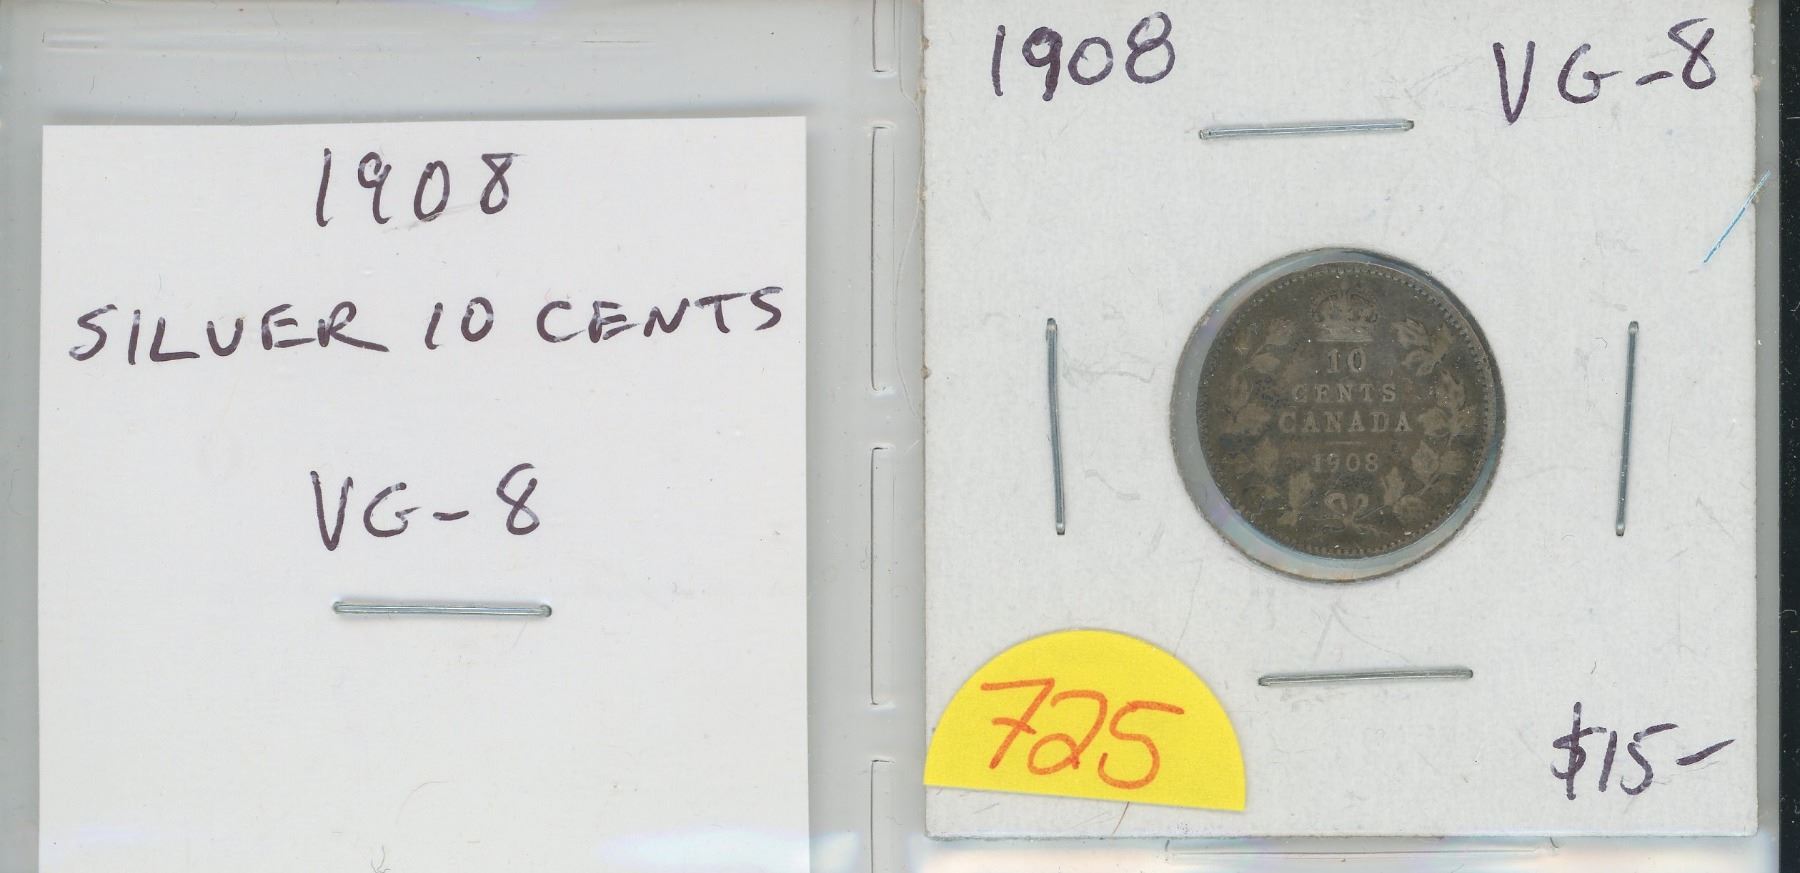 1908
SILVER 10 CENTS
VG-8
1908
VG-8
10
CENTS
CANADA
1908
725
$15-